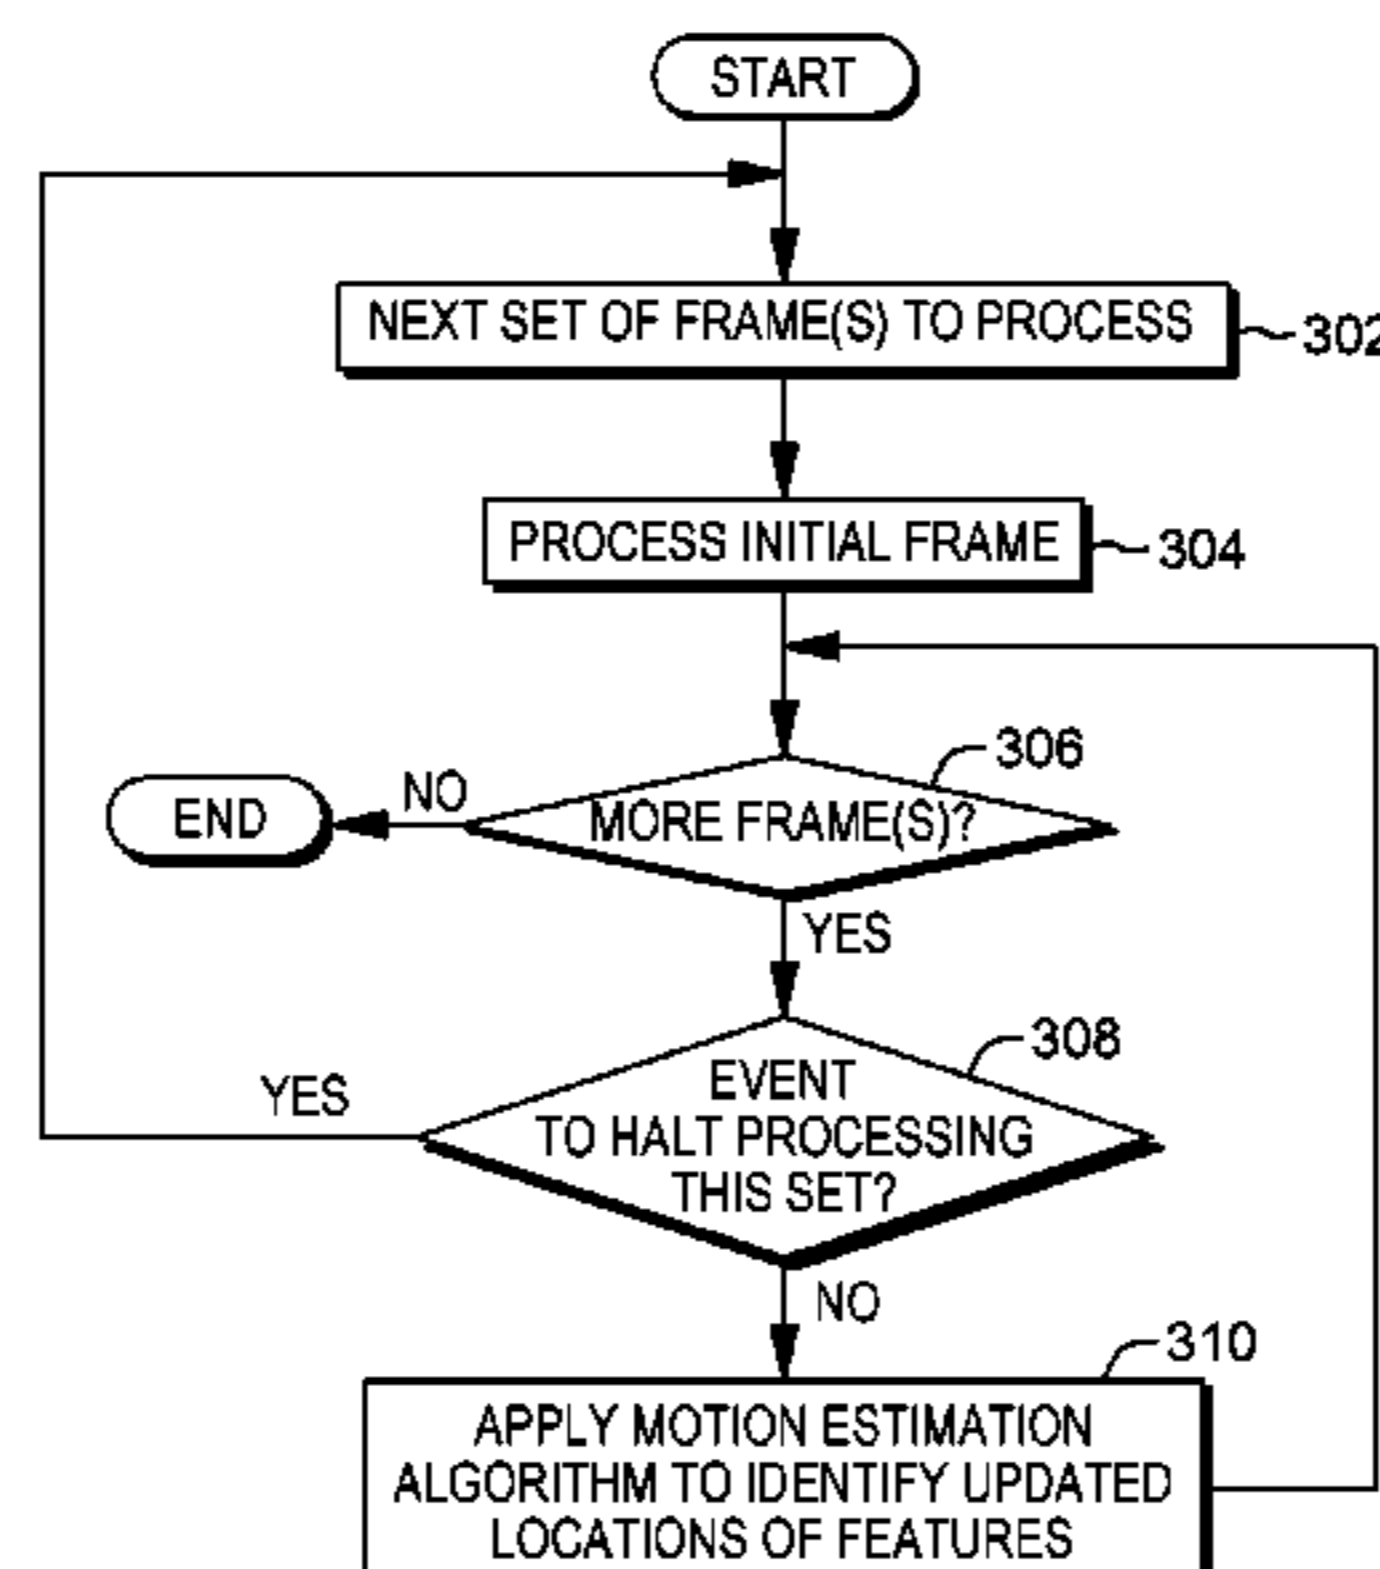 START
NEXT SET OF FRAME(S) TO PROCESS
302
PROCESS INITIAL FRAME
304
306
MORE FRAME(S)?
NO
END
YES
308
EVENT
TO HALT PROCESSING
THIS SET?
YES
NO
310
APPLY MOTION ESTIMATION
ALGORITHM TO IDENTIFY UPDATED
LOCATIONS OF FEATURES